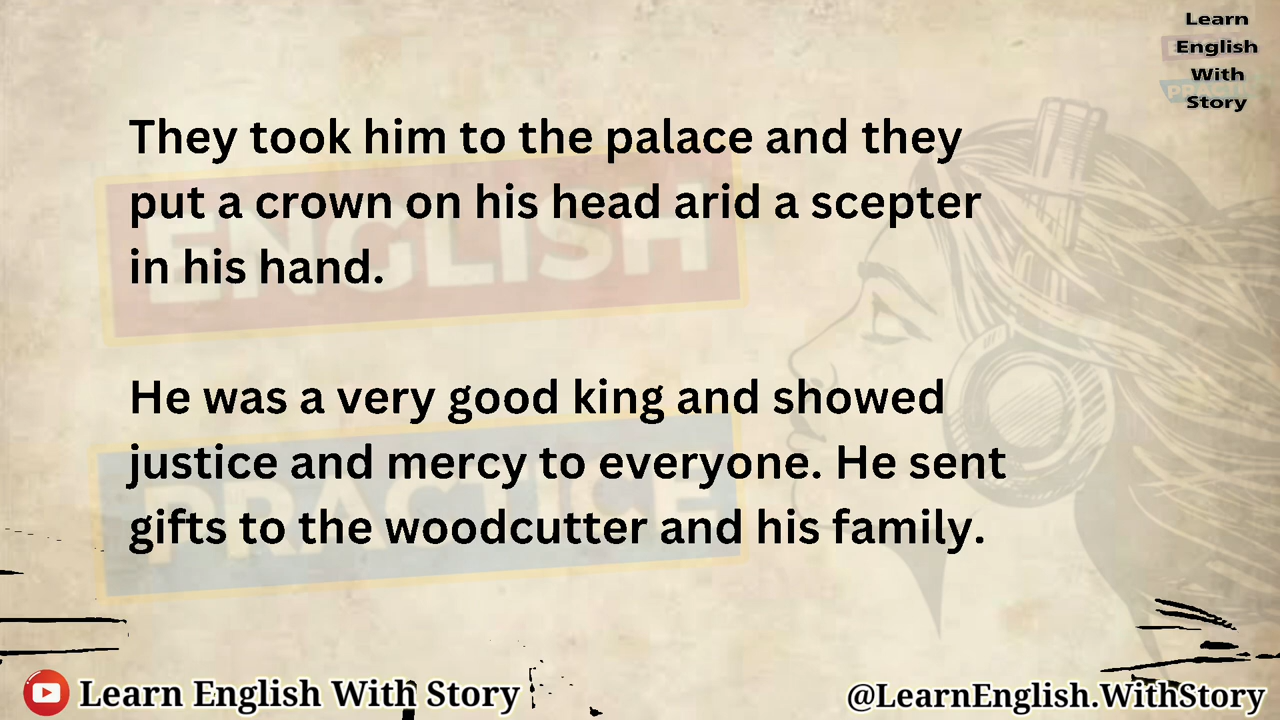 Learn
English
With
Story
They took him to the palace and they
put a crown on his head arid a scepter
in his hand.
ENGLISH
He was a very good king and showed
justice and mercy to everyone. He sent
gifts to the woodcutter and his family.
PRACTICE
Learn English With Story
@LearnEnglish.WithStory